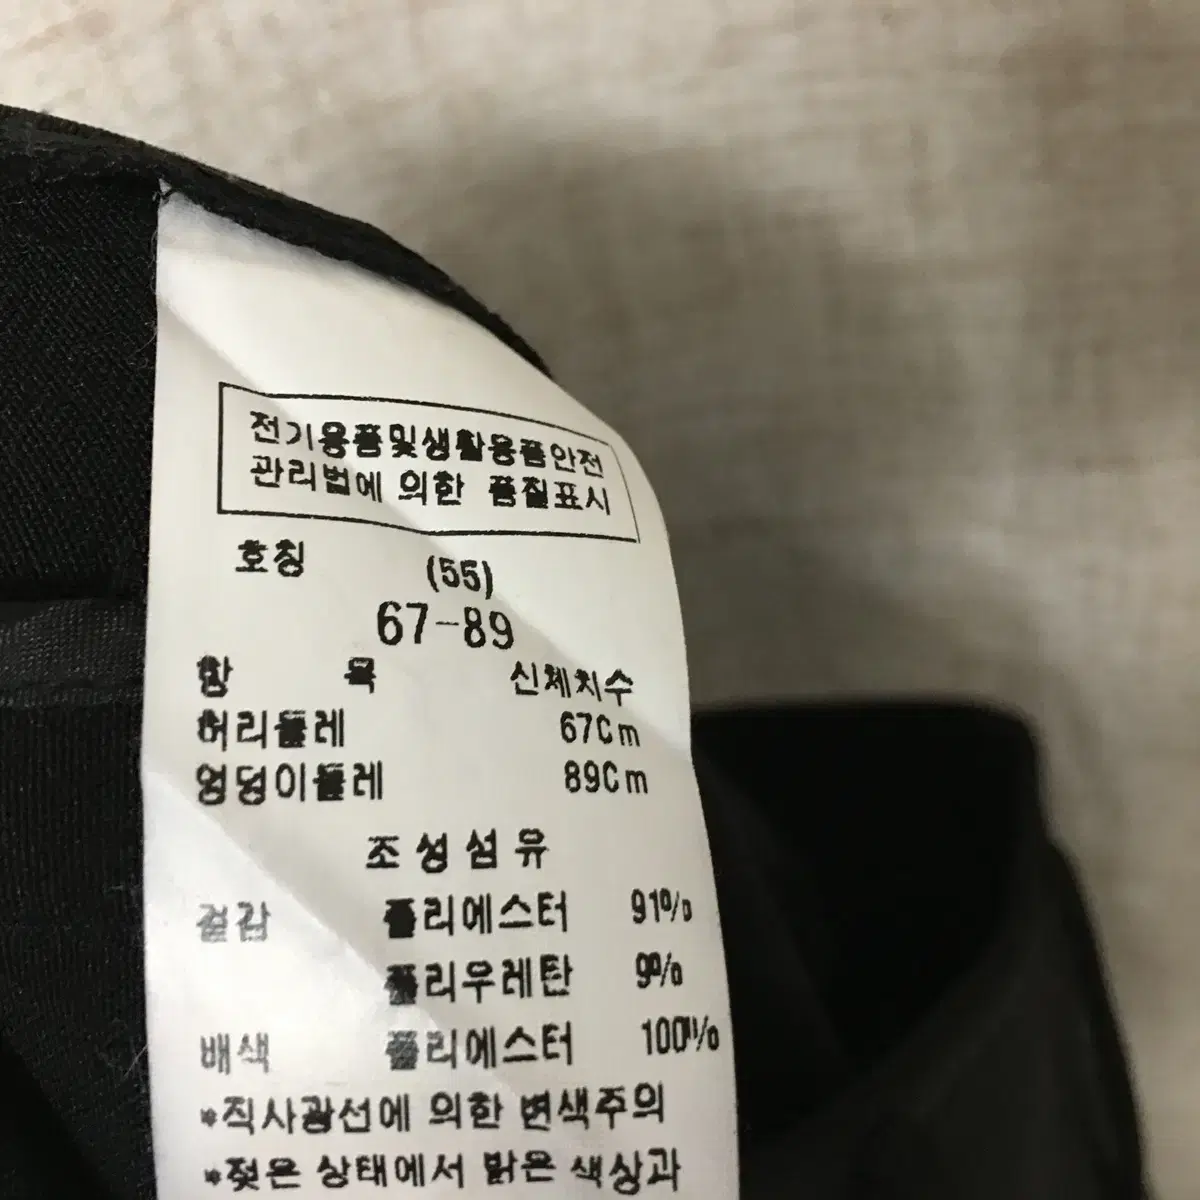 전기용품및생활용품안전
관리법에 의한 품질표시
호칭 (55)
67-89
항 목 신체치수
허리둘레 67Cm
엉덩이둘레 89Cm
조성섬유
겉감 폴리에스터 91%
폴리우레탄 9%
배색 폴리에스터 100%
*직사광선에 의한 변색주의
*젖은 상태에서 밝은 색상과